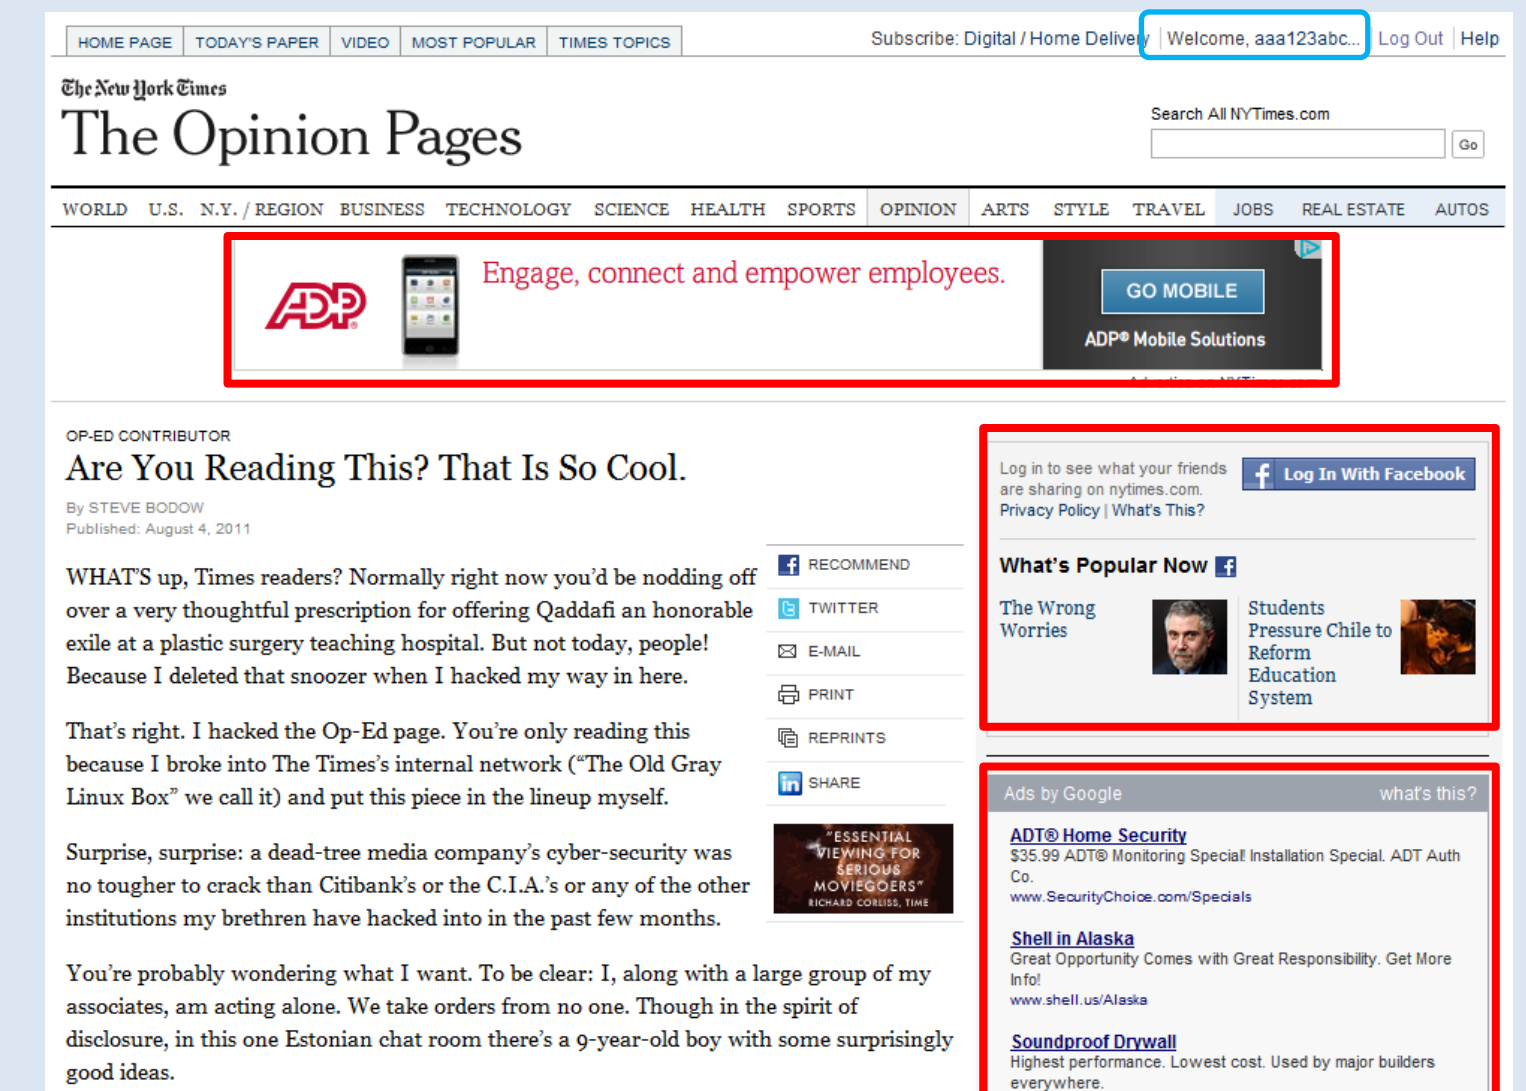 HOME PAGE TODAY'S PAPER VIDEO MOST POPULAR TIMES TOPICS
Subscribe: Digital / Home Delivery Welcome, aaa123abc... Log Out Help
The New York Times
The Opinion Pages
Search All NYTimes.com
Go
WORLD U.S. N.Y. / REGION BUSINESS TECHNOLOGY SCIENCE HEALTH SPORTS OPINION ARTS STYLE TRAVEL JOBS REAL ESTATE AUTOS
ADP®
Engage, connect and empower employees.
GO MOBILE
ADP® Mobile Solutions
OP-ED CONTRIBUTOR
Are You Reading This? That Is So Cool.
By STEVE BODOW
Published: August 4, 2011
WHAT'S up, Times readers? Normally right now you'd be nodding off
over a very thoughtful prescription for offering Qaddafi an honorable
exile at a plastic surgery teaching hospital. But not today, people!
Because I deleted that snoozer when I hacked my way in here.
That's right. I hacked the Op-Ed page. You're only reading this
because I broke into The Times's internal network (“The Old Gray
Linux Box” we call it) and put this piece in the lineup myself.
Surprise, surprise: a dead-tree media company's cyber-security was
no tougher to crack than Citibank's or the C.I.A.'s or any of the other
institutions my brethren have hacked into in the past few months.
You're probably wondering what I want. To be clear: I, along with a large group of my
associates, am acting alone. We take orders from no one. Though in the spirit of
disclosure, in this one Estonian chat room there's a 9-year-old boy with some surprisingly
good ideas.
RECOMMEND
TWITTER
E-MAIL
PRINT
REPRINTS
SHARE
"ESSENTIAL
VIEWING FOR
SERIOUS
MOVIEGOERS"
RICHARD CORLISS, TIME
Log in to see what your friends
are sharing on nytimes.com.
Privacy Policy | What's This?
Log In With Facebook
What's Popular Now
The Wrong
Worries
Students
Pressure Chile to
Reform
Education
System
Ads by Google what's this?
ADT® Home Security
$35.99 ADT® Monitoring Special! Installation Special. ADT Auth
Co.
www.SecurityChoice.com/Specials
Shell in Alaska
Great Opportunity Comes with Great Responsibility. Get More
Info!
www.shell.us/Alaska
Soundproof Drywall
Highest performance. Lowest cost. Used by major builders
everywhere.